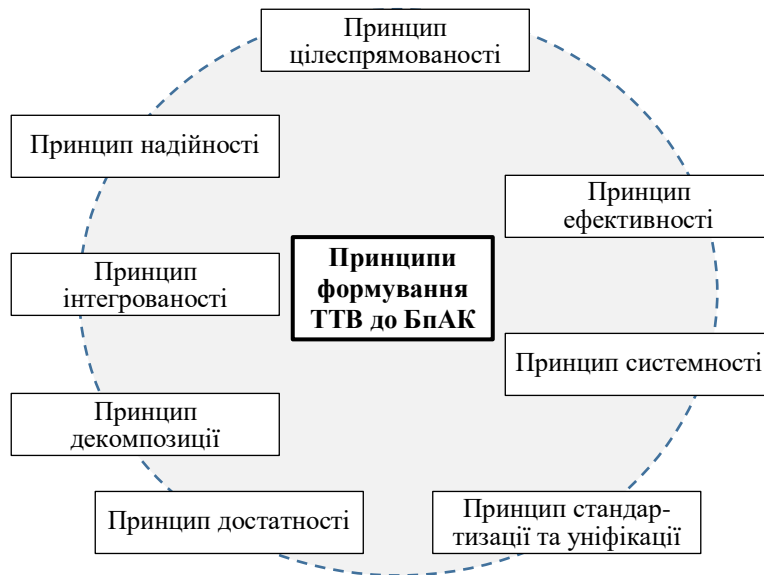 Принцип
цілеспрямованості
Принцип надійності
Принцип
ефективності
Принцип
інтегрованості
Принципи
формування
ТТВ до БпАК
Принцип системності
Принцип
декомпозиції
Принцип достатності
Принцип стандар-
тизації та уніфікації